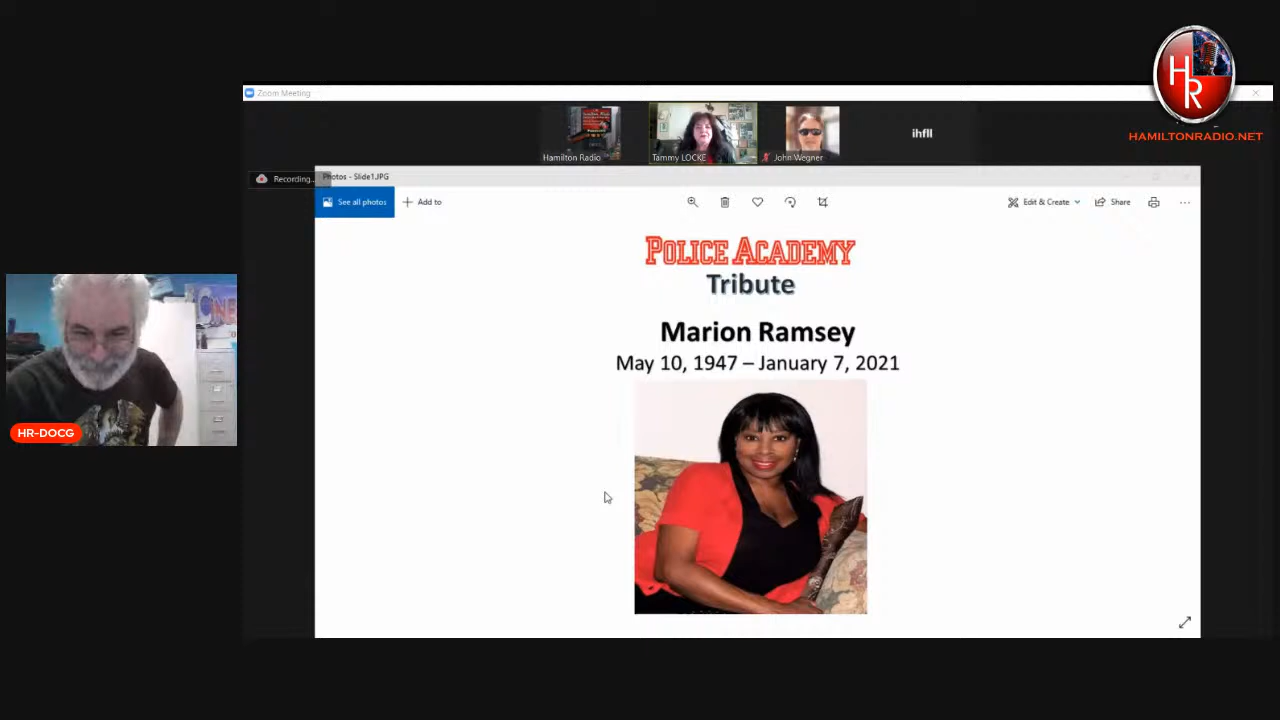 H
R
HAMILTONRADIO.NET
Zoom Meeting
Hamilton Radio
Tammy LOCKE
John Wegner
ihfll
Recording...
Photos - Slide1.JPG
See all photos
Add to
Edit & Create
Share
POLICE ACADEMY
Tribute
Marion Ramsey
May 10, 1947 – January 7, 2021
HR-DOCG